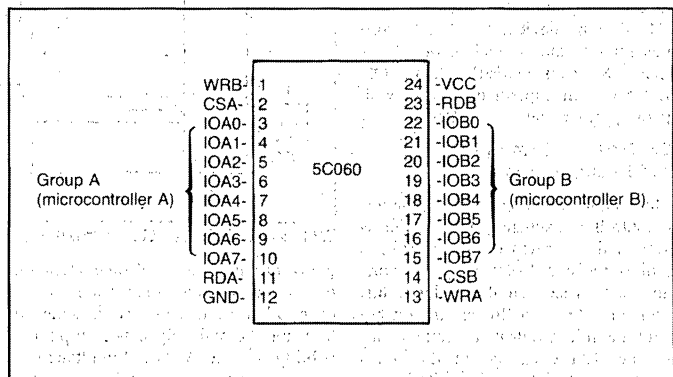 WRB- 1 24 -VCC
CSA- 2 23 -RDB
IOA0- 3 22 -IOB0
IOA1- 4 21 -IOB1
IOA2- 5 20 -IOB2
5C060
IOA3- 6 19 -IOB3
Group A
(microcontroller A)
Group B
(microcontroller B)
IOA4- 7 18 -IOB4
IOA5- 8 17 -IOB5
IOA6- 9 16 -IOB6
IOA7- 10 15 -IOB7
RDA- 11 14 -CSB
GND- 12 13 -WRA